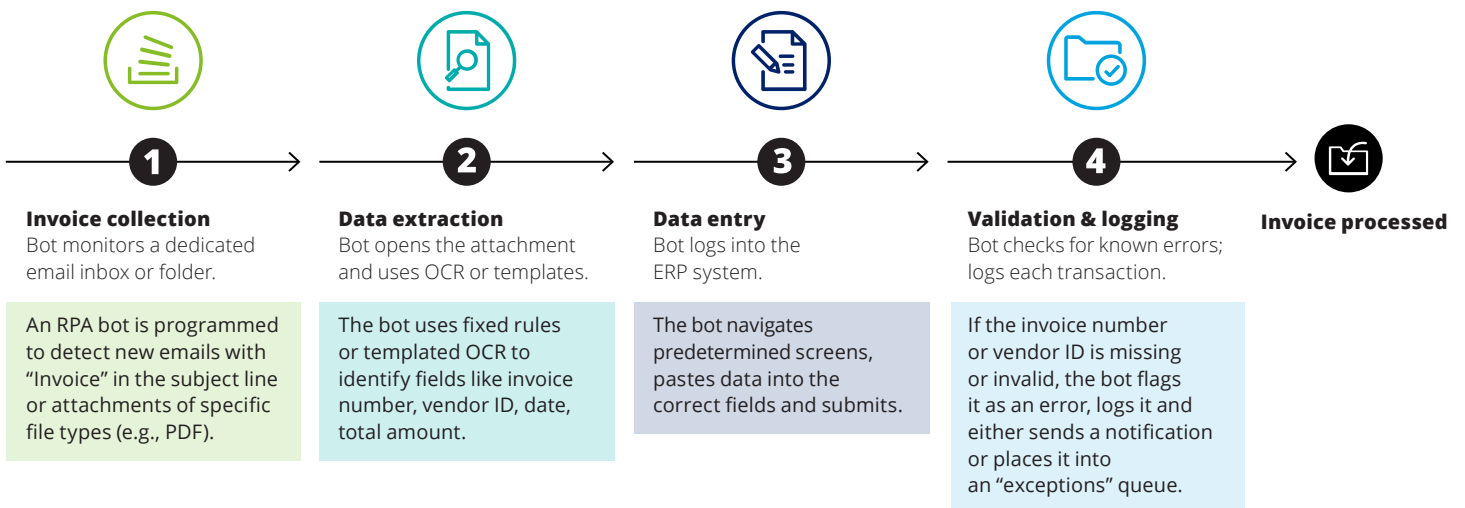 1
Invoice collection
Bot monitors a dedicated
email inbox or folder.
An RPA bot is programmed
to detect new emails with
“Invoice” in the subject line
or attachments of specific
file types (e.g., PDF).
2
Data extraction
Bot opens the attachment
and uses OCR or templates.
The bot uses fixed rules
or templated OCR to
identify fields like invoice
number, vendor ID, date,
total amount.
3
Data entry
Bot logs into the
ERP system.
The bot navigates
predetermined screens,
pastes data into the
correct fields and submits.
4
Validation & logging
Bot checks for known errors;
logs each transaction.
If the invoice number
or vendor ID is missing
or invalid, the bot flags
it as an error, logs it and
either sends a notification
or places it into
an “exceptions” queue.
Invoice processed